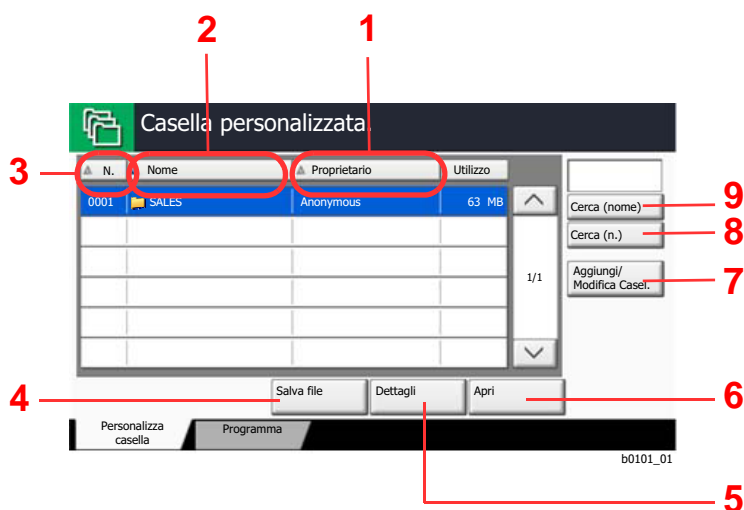 2
1
Casella personalizzata.
3
N. Nome Proprietario Utilizzo
0001 SALES Anonymous 63 MB
9
Cerca (nome)
8
Cerca (n.)
7
Aggiungi/
Modifica Casel.
1/1
4
Salva file Dettagli Apri
6
Personalizza
casella
Programma
b0101_01
5